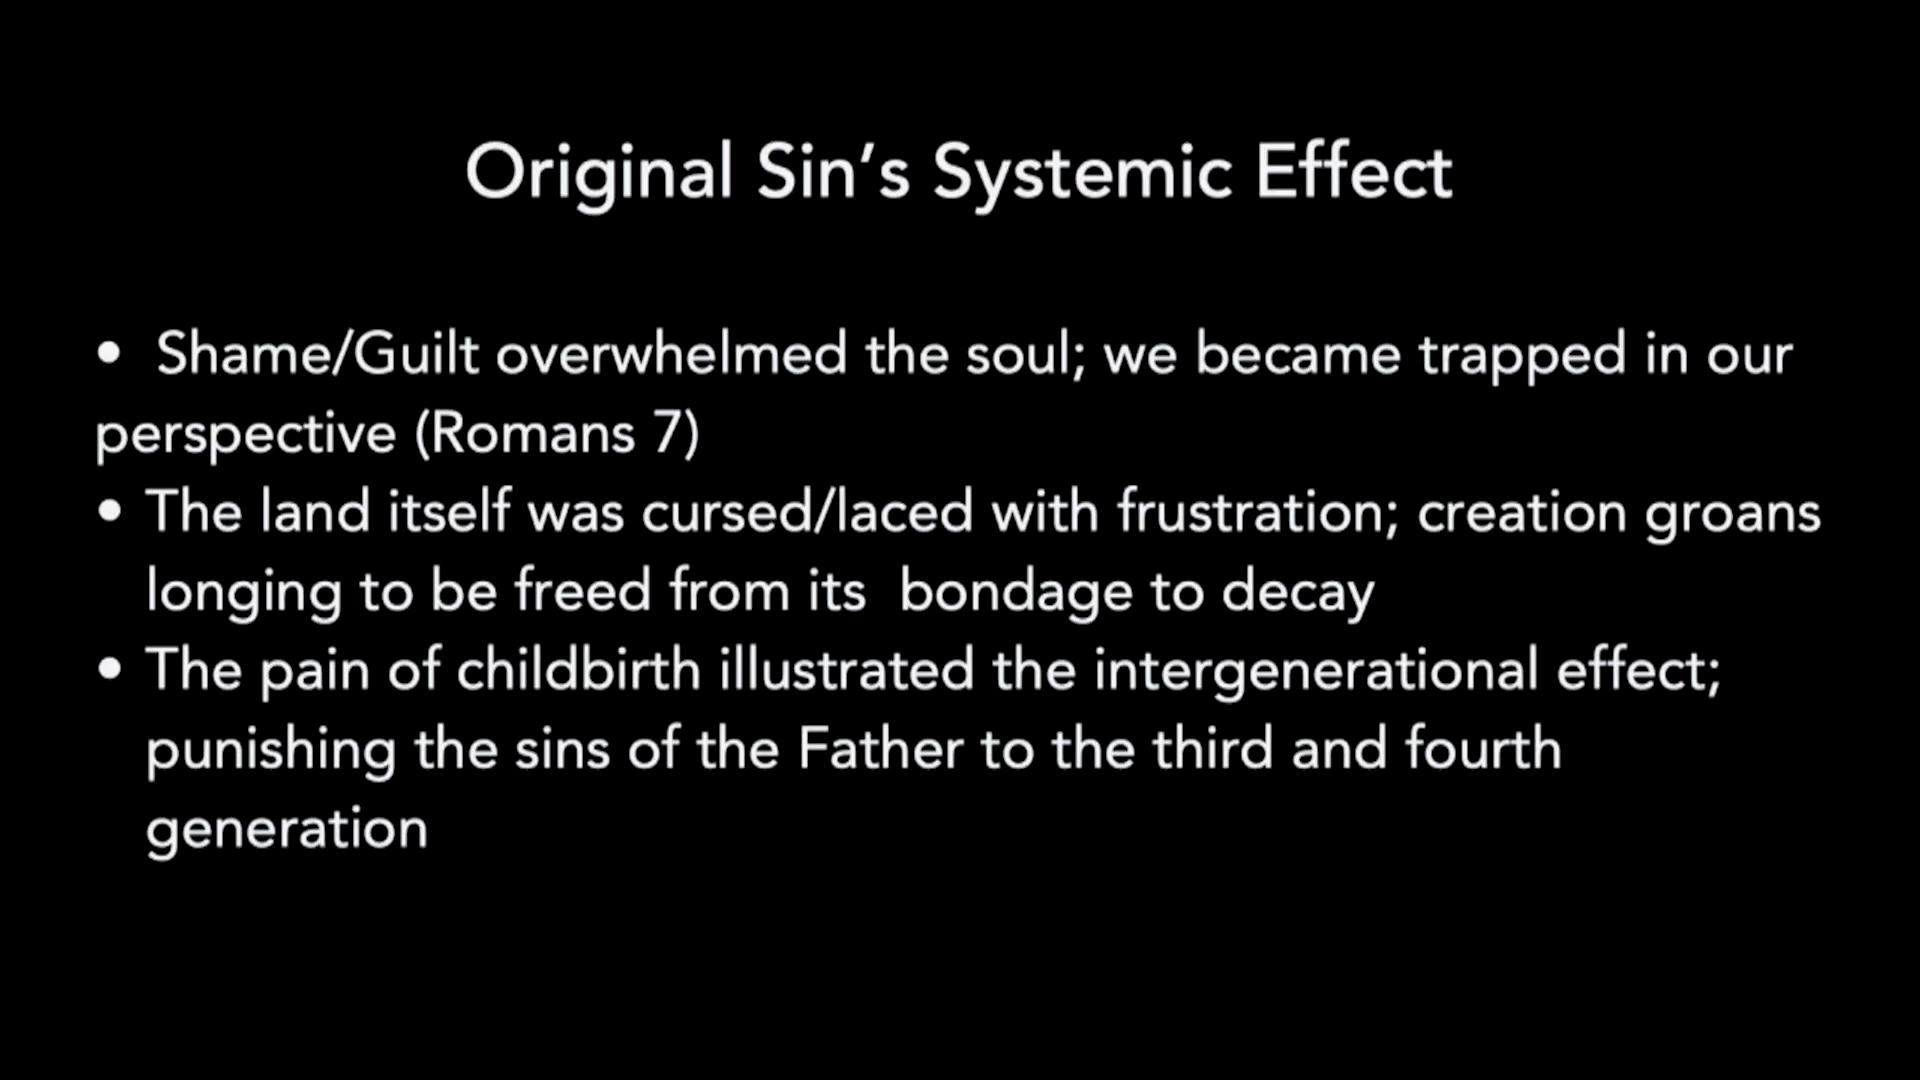 Original Sin’s Systemic Effect
• Shame/Guilt overwhelmed the soul; we became trapped in our
perspective (Romans 7)
• The land itself was cursed/laced with frustration; creation groans
longing to be freed from its  bondage to decay
• The pain of childbirth illustrated the intergenerational effect;
punishing the sins of the Father to the third and fourth
generation